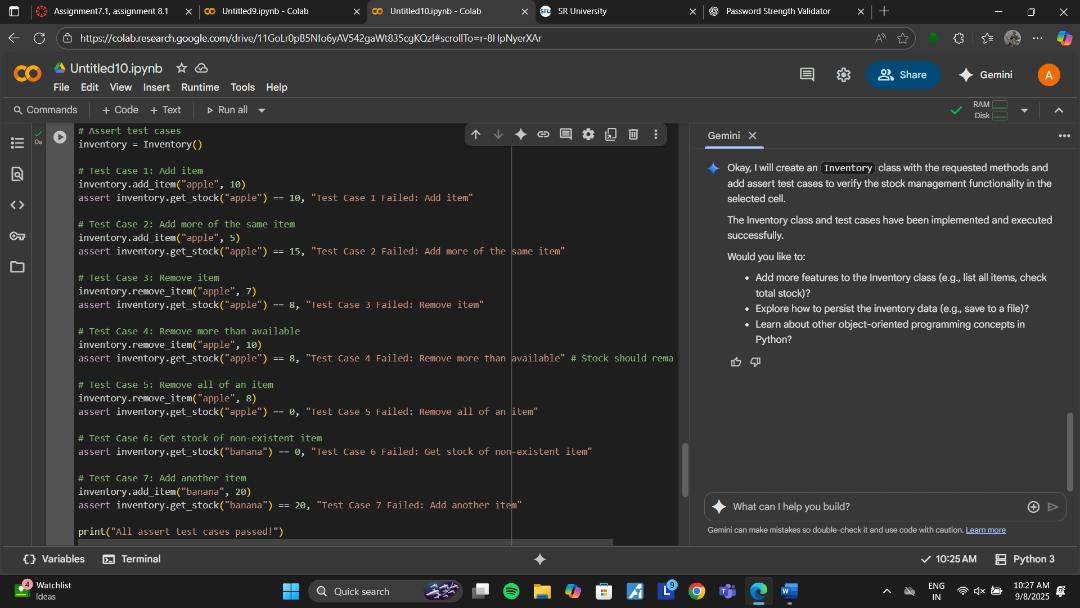 Assignment7.1, assignment 8.1
Untitled9.ipynb - Colab
Untitled10.ipynb - Colab
SR University
Password Strength Validator
https://colab.research.google.com/drive/11GoLr0pB5Nfo6yAV542gaWt835cgKQzf#scrollTo=r-8HpNyerXAr
Untitled10.ipynb
File Edit View Insert Runtime Tools Help
Share
Gemini
A
Commands + Code + Text Run all
RAM
Disk
0s
# Assert test cases
inventory = Inventory()
# Test Case 1: Add item
inventory.add_item("apple", 10)
assert inventory.get_stock("apple") == 10, "Test Case 1 Failed: Add item"
# Test Case 2: Add more of the same item
inventory.add_item("apple", 5)
assert inventory.get_stock("apple") == 15, "Test Case 2 Failed: Add more of the same item"
# Test Case 3: Remove item
inventory.remove_item("apple", 7)
assert inventory.get_stock("apple") == 8, "Test Case 3 Failed: Remove item"
# Test Case 4: Remove more than available
inventory.remove_item("apple", 10)
assert inventory.get_stock("apple") == 8, "Test Case 4 Failed: Remove more than available" # Stock should rema
# Test Case 5: Remove all of an item
inventory.remove_item("apple", 8)
assert inventory.get_stock("apple") == 0, "Test Case 5 Failed: Remove all of an item"
# Test Case 6: Get stock of non-existent item
assert inventory.get_stock("banana") == 0, "Test Case 6 Failed: Get stock of non-existent item"
# Test Case 7: Add another item
inventory.add_item("banana", 20)
assert inventory.get_stock("banana") == 20, "Test Case 7 Failed: Add another item"
print("All assert test cases passed!")
Gemini
Okay, I will create an Inventory class with the requested methods and
add assert test cases to verify the stock management functionality in the
selected cell.
The Inventory class and test cases have been implemented and executed
successfully.
Would you like to:
• Add more features to the Inventory class (e.g., list all items, check
total stock)?
• Explore how to persist the inventory data (e.g., save to a file)?
• Learn about other object-oriented programming concepts in
Python?
What can I help you build?
Gemini can make mistakes so double-check it and use code with caution. Learn more
Variables Terminal
10:25 AM Python 3
4
Watchlist
Ideas
Quick search
9
ENG
IN
10:27 AM
9/8/2025